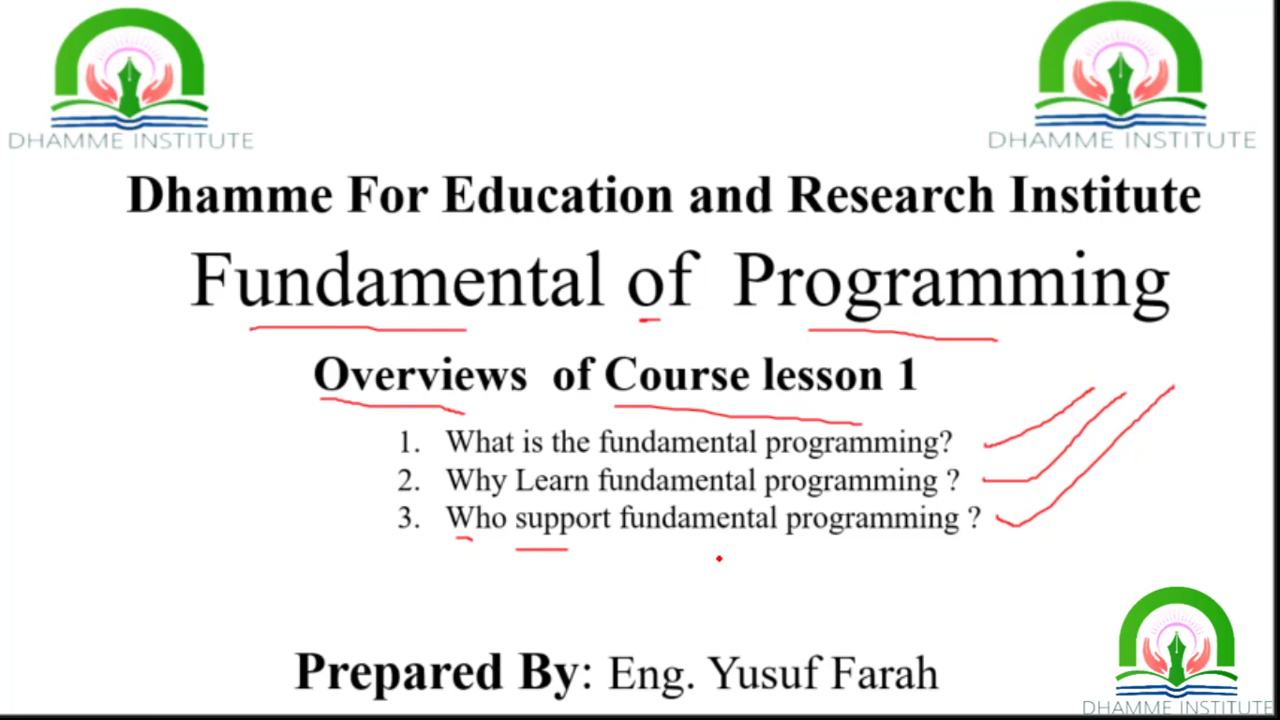 DHAMME INSTITUTE
DHAMME INSTITUTE
Dhamme For Education and Research Institute
Fundamental of Programming
Overviews of Course lesson 1
1. What is the fundamental programming?
2. Why Learn fundamental programming ?
3. Who support fundamental programming ?
Prepared By: Eng. Yusuf Farah
DHAMME INSTITUTE